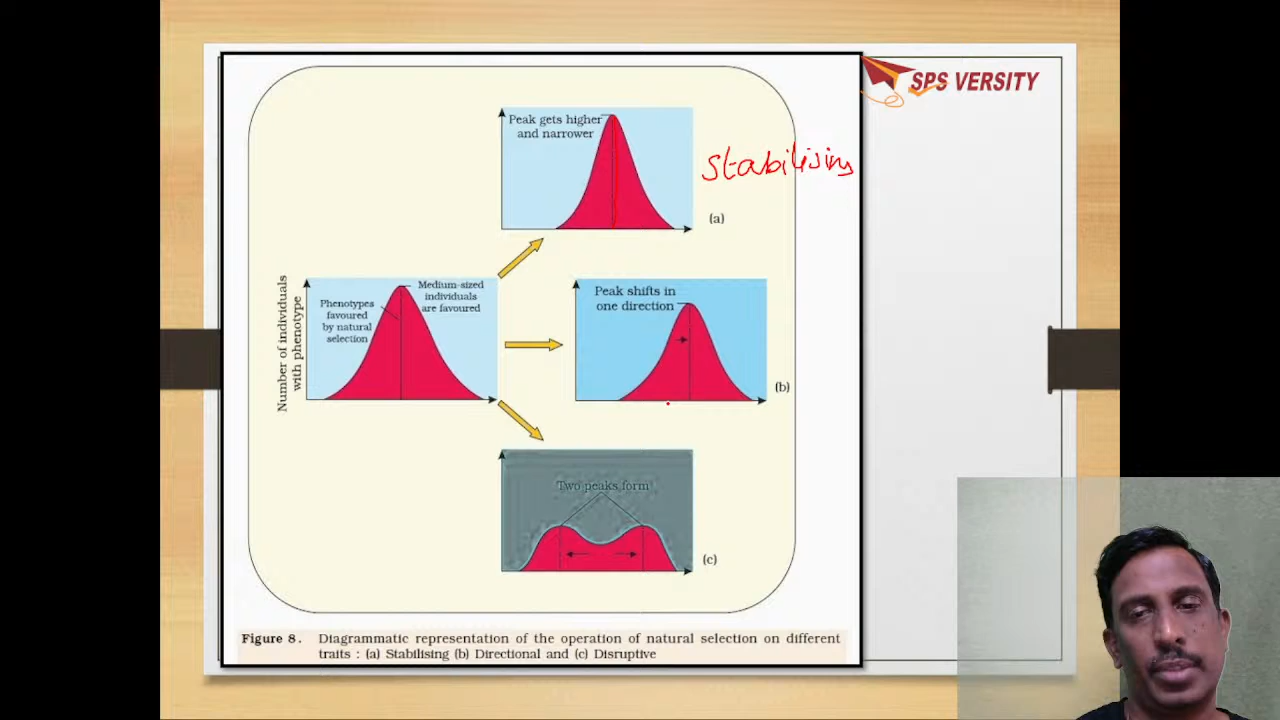 SPS VERSITY
Peak gets higher
and narrower
Stabilising
(a)
Number of individuals
with phenotype
Phenotypes
favoured
by natural
selection
Medium-sized
individuals
are favoured
Peak shifts in
one direction
(b)
Two peaks form
(c)
Figure 8. Diagrammatic representation of the operation of natural selection on different
traits : (a) Stabilising (b) Directional and (c) Disruptive